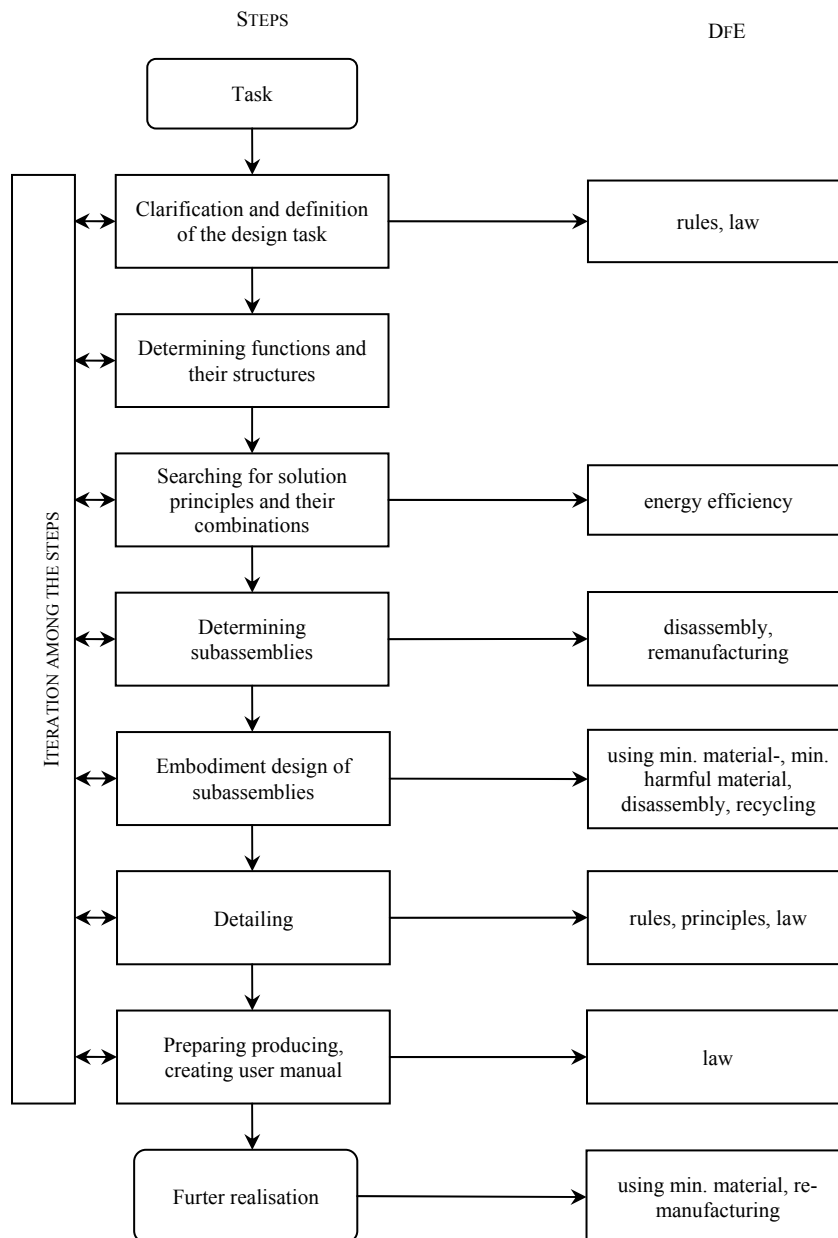 STEPS
DFE
Task
Clarification and definition
of the design task
rules, law
Determining functions and
their structures
Searching for solution
principles and their
combinations
energy efficiency
Determining
subassemblies
disassembly,
remanufacturing
ITERATION AMONG THE STEPS
Embodiment design of
subassemblies
using min. material-, min.
harmful material,
disassembly, recycling
Detailing
rules, principles, law
Preparing producing,
creating user manual
law
Furter realisation
using min. material, re-
manufacturing